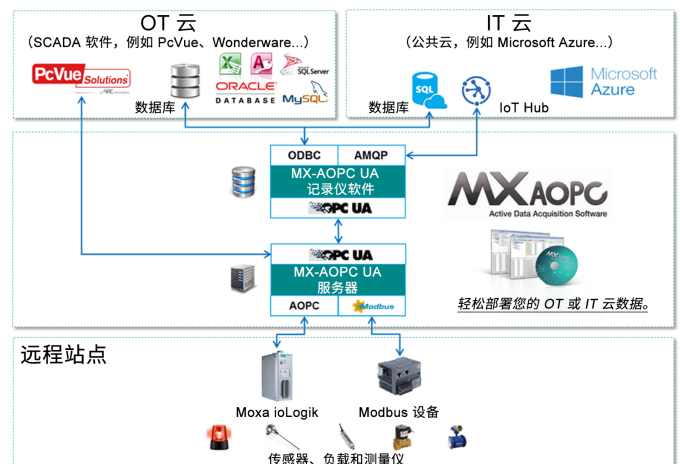 OT 云
(SCADA 软件，例如 PcVue、Wonderware...)
PcVue Solutions
SQL Server
ORACLE
DATABASE
MySQL
数据库
IT 云
(公共云，例如 Microsoft Azure...)
SQL
数据库
IoT Hub
Microsoft
Azure
ODBC
AMQP
MX-AOPC UA
记录仪软件
OPC UA
OPC UA
MX-AOPC UA
服务器
AOPC
Modbus
MX AOPC
Active Data Acquisition Software
MX AOPC
轻松部署您的 OT 或 IT 云数据。
远程站点
Moxa ioLogik
Modbus 设备
传感器、负载和测量仪